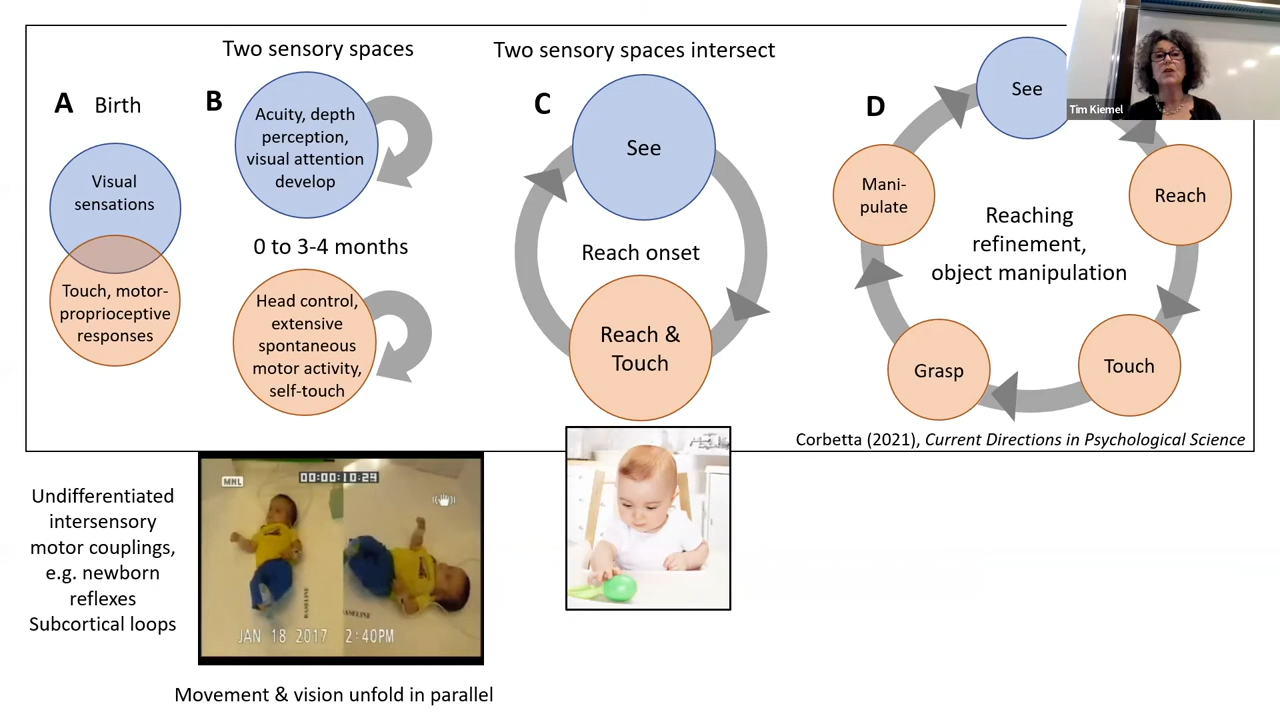 A Birth
Visual
sensations
Touch, motor-
proprioceptive
responses
Two sensory spaces
B
Acuity, depth
perception,
visual attention
develop
0 to 3-4 months
Head control,
extensive
spontaneous
motor activity,
self-touch
Two sensory spaces intersect
C
See
Reach onset
Reach &
Touch
D
See
Reach
Touch
Grasp
Mani-
pulate
Reaching
refinement,
object manipulation
Tim Kiemel
Corbetta (2021), Current Directions in Psychological Science
Undifferentiated
intersensory
motor couplings,
e.g. newborn
reflexes
Subcortical loops
MNL
00:00:10:29
BASELINE
BASELINE
JAN 18 2017 2:40PM
Movement & vision unfold in parallel